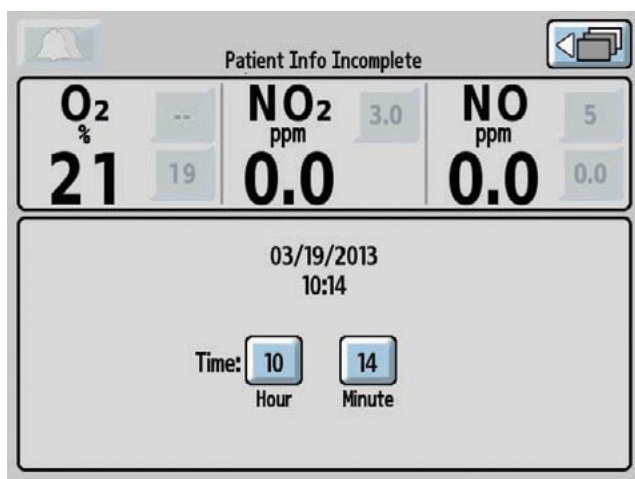 Patient Info Incomplete
O2 -- NO2 3.0 NO 5
% ppm ppm
21 19 0.0 0.0 0.0
03/19/2013
10:14
Time: 10 14
Hour Minute